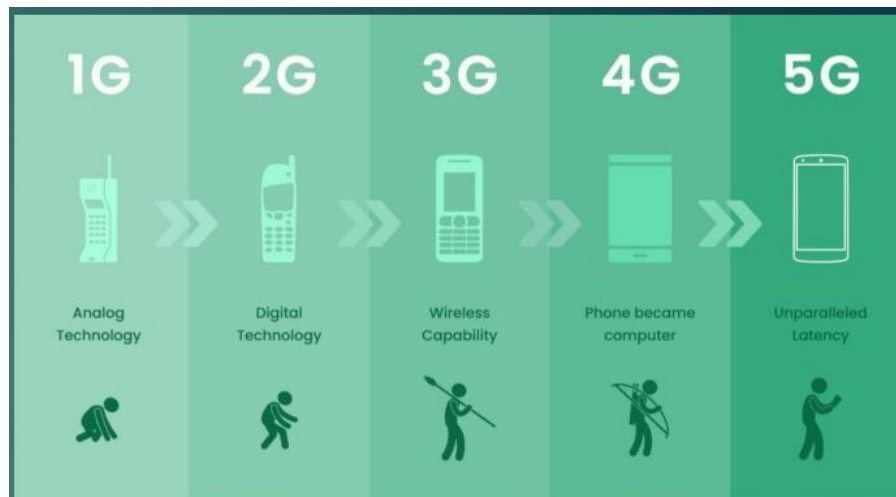 1G
2G
3G
4G
5G
Analog
Technology
Digital
Technology
Wireless
Capability
Phone became
computer
Unparalleled
Latency